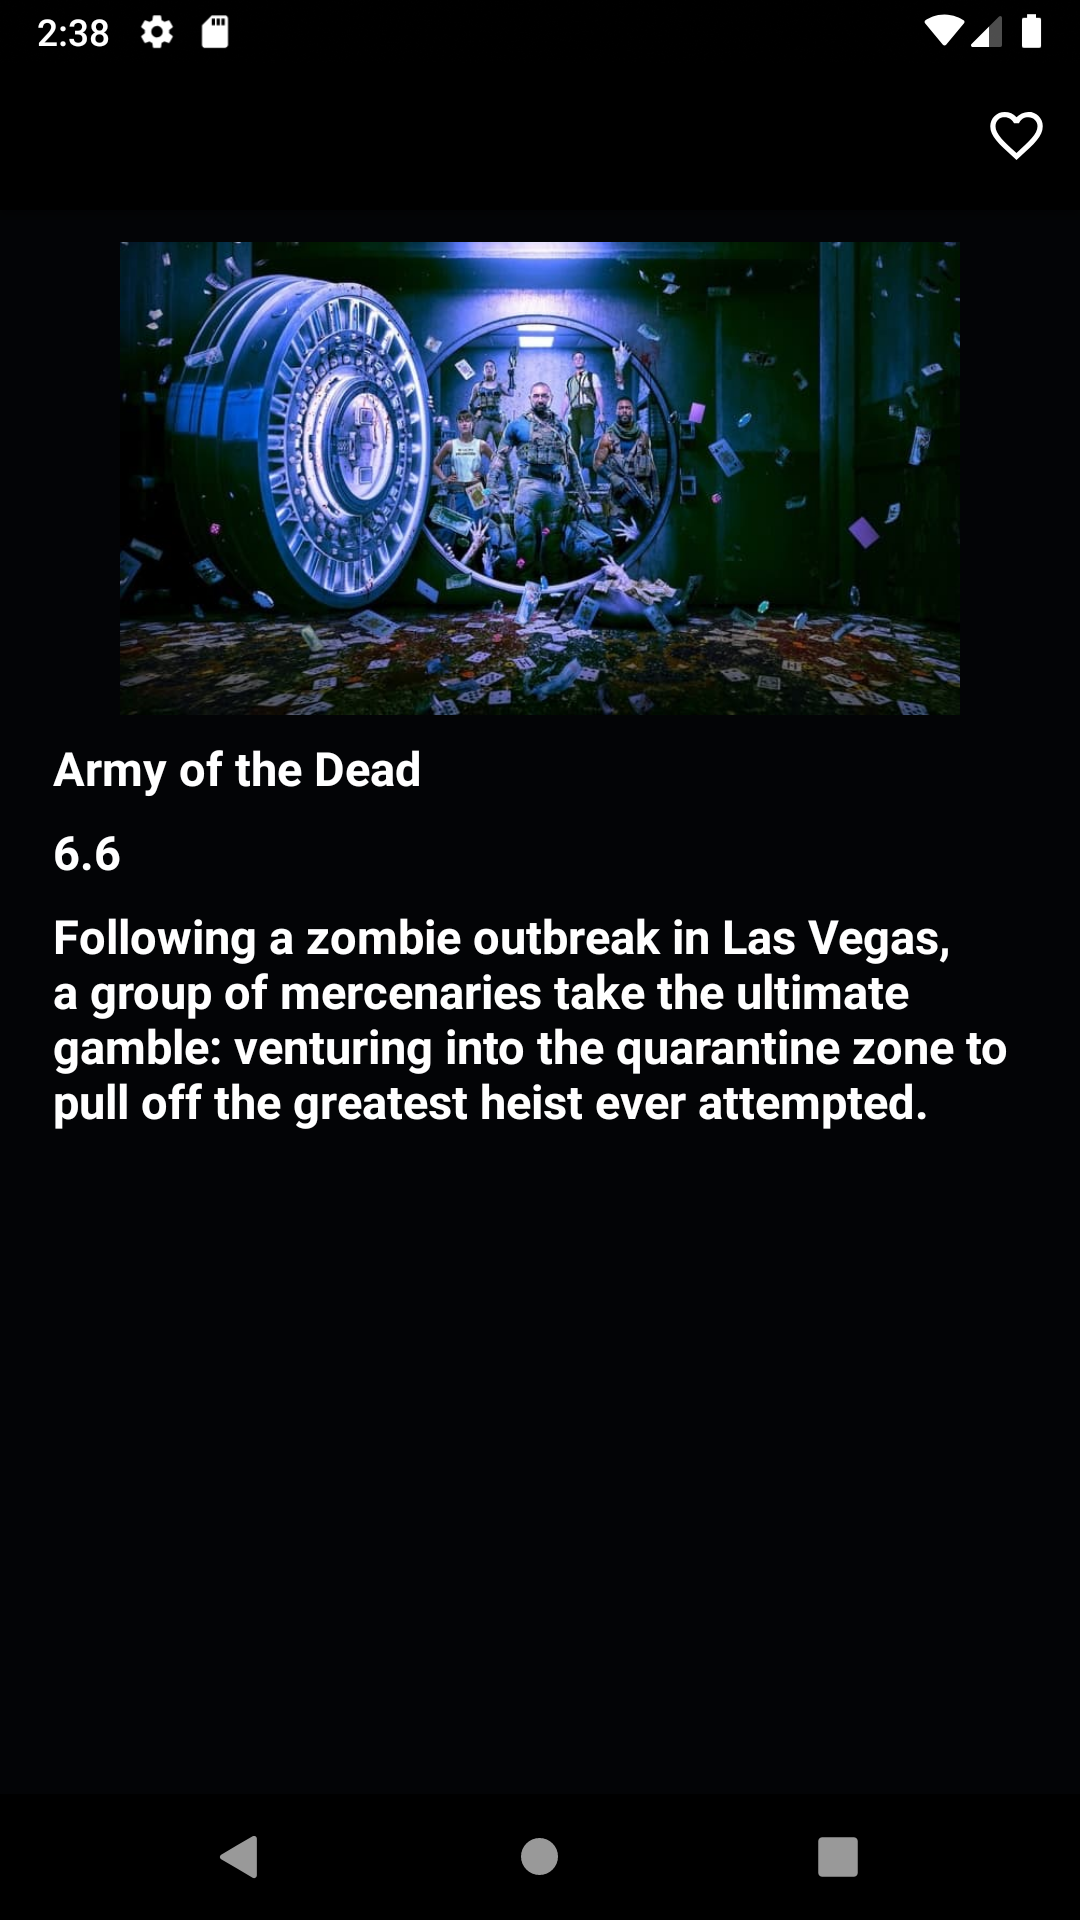 2:38
Army of the Dead
6.6
Following a zombie outbreak in Las Vegas,
a group of mercenaries take the ultimate
gamble: venturing into the quarantine zone to
pull off the greatest heist ever attempted.